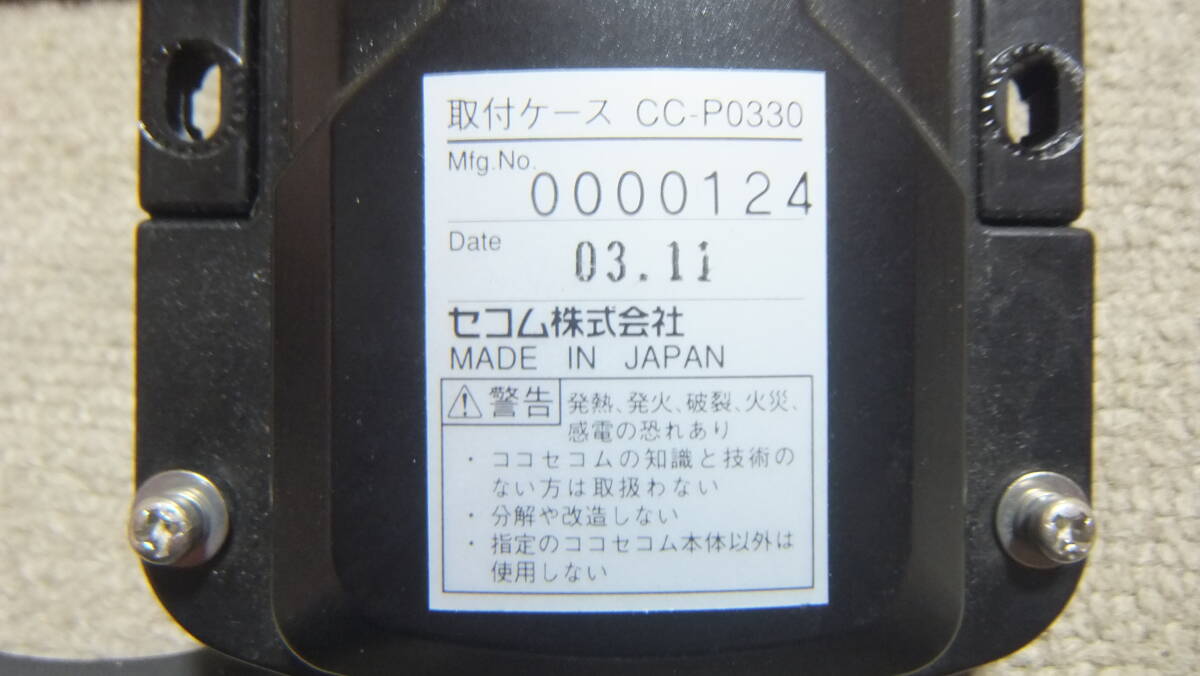 取付ケース CC-P0330
Mfg.No. 0000124
Date 03.11
セコム株式会社
MADE IN JAPAN
⚠警告 発熱、発火、破裂、火災、
感電の恐れあり
・ココセコムの知識と技術の
ない方は取扱わない
・分解や改造しない
・指定のココセコム本体以外は
使用しない